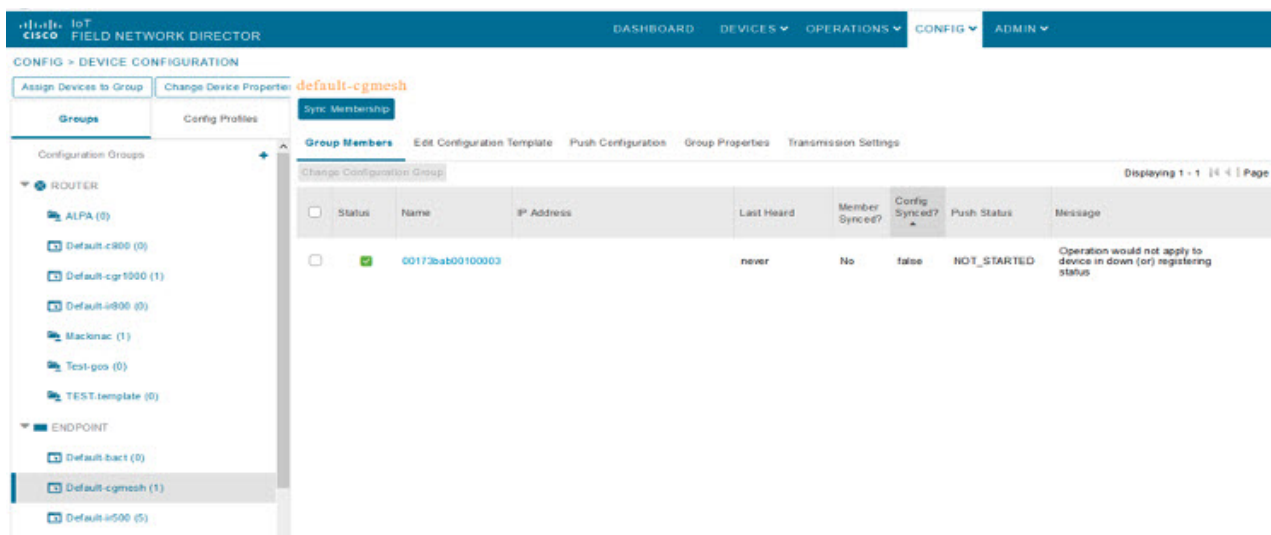 IoT
CISCO FIELD NETWORK DIRECTOR
DASHBOARD DEVICES OPERATIONS CONFIG ADMIN
CONFIG > DEVICE CONFIGURATION
Assign Devices to Group Change Device Properties default-cgmesh
Sync Membership
Groups Config Profiles
Group Members Edit Configuration Template Push Configuration Group Properties Transmission Settings
Configuration Groups
Change Configuration Group Displaying 1 - 1 Page
ROUTER
Status Name IP Address Last Heard Member Synced? Config Synced? Push Status Message
ALPA (0)
Default-c800 (0)
00173bab00100003 never No false NOT_STARTED Operation would not apply to device in down (or) registering status
Default-cgr1000 (1)
Default-ir800 (0)
Mackinac (1)
Test-gos (0)
TEST-template (0)
ENDPOINT
Default-bact (0)
Default-cgmesh (1)
Default-ir500 (5)